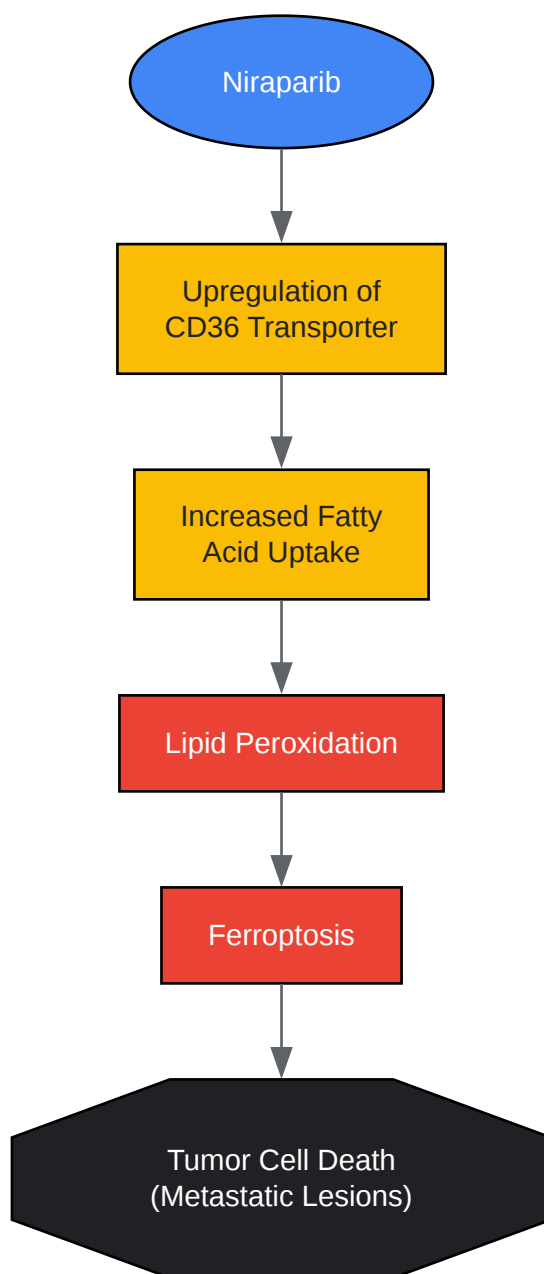 Niraparib
Upregulation of
CD36 Transporter
Increased Fatty
Acid Uptake
Lipid Peroxidation
Ferroptosis
Tumor Cell Death
(Metastatic Lesions)